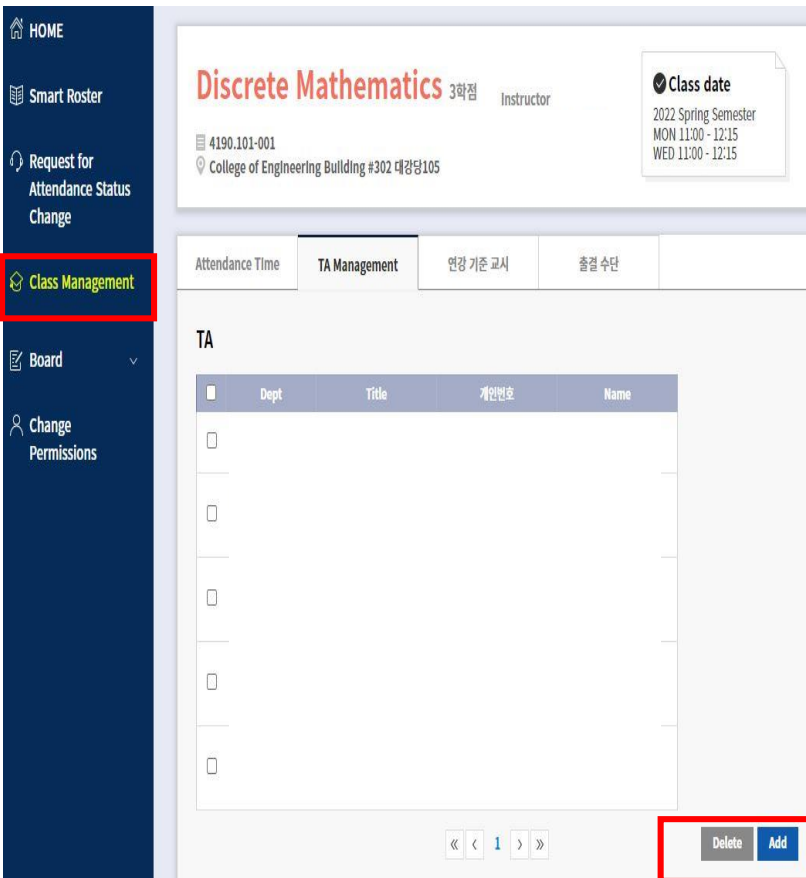 HOME
Smart Roster
Request for
Attendance Status
Change
Class Management
Board
Change
Permissions
Discrete Mathematics 3학점 Instructor
4190.101-001
College of Engineering Building #302 대강당105
Class date
2022 Spring Semester
MON 11:00 - 12:15
WED 11:00 - 12:15
Attendance Time TA Management 연강 기준 교시 출결 수단
TA
Dept Title 개인번호 Name
« ‹ 1 › »
Delete Add